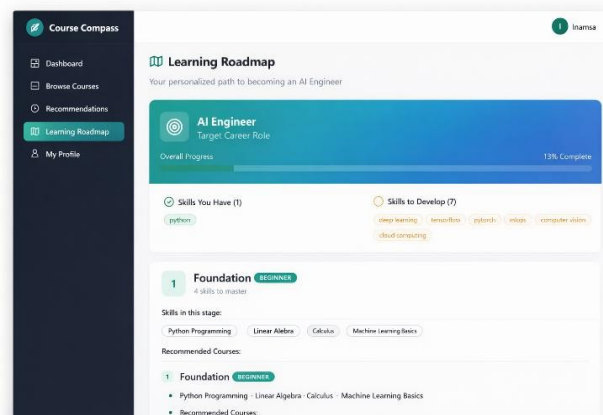 Course Compass
Inamsa
I
Dashboard
Browse Courses
Recommendations
Learning Roadmap
My Profile
Learning Roadmap
Your personalized path to becoming an AI Engineer
AI Engineer
Target Career Role
Overall Progress
13% Complete
Skills You Have (1)
python
Skills to Develop (7)
deep learning tensorflow pytorch mlops computer vision
cloud computing
1
Foundation BEGINNER
4 skills to master
Skills in this stage:
Python Programming Linear Alebra Calculus Machine Learning Basics
Recommended Courses:
1 Foundation BEGINNER
• Python Programming · Linear Algebra · Calculus · Machine Learning Basics
• Recommended Courses: